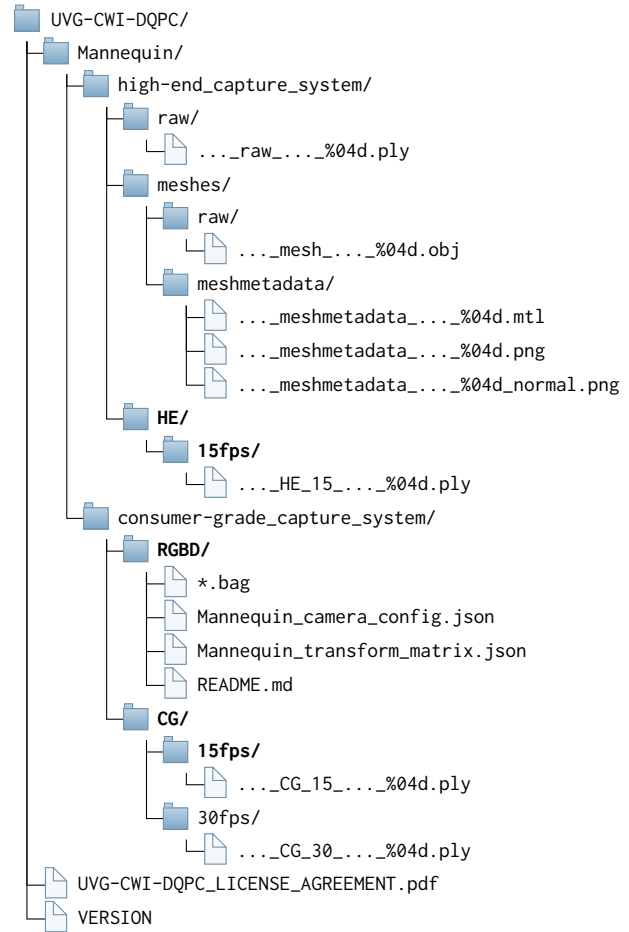 UVG-CWI-DQPC/
Mannequin/
high-end_capture_system/
raw/
..._raw_..._%04d.ply
meshes/
raw/
..._mesh_..._%04d.obj
meshmetadata/
..._meshmetadata_..._%04d.mtl
..._meshmetadata_..._%04d.png
..._meshmetadata_..._%04d_normal.png
HE/
15fps/
..._HE_15_..._%04d.ply
consumer-grade_capture_system/
RGBD/
*.bag
Mannequin_camera_config.json
Mannequin_transform_matrix.json
README.md
CG/
15fps/
..._CG_15_..._%04d.ply
30fps/
..._CG_30_..._%04d.ply
UVG-CWI-DQPC_LICENSE_AGREEMENT.pdf
VERSION